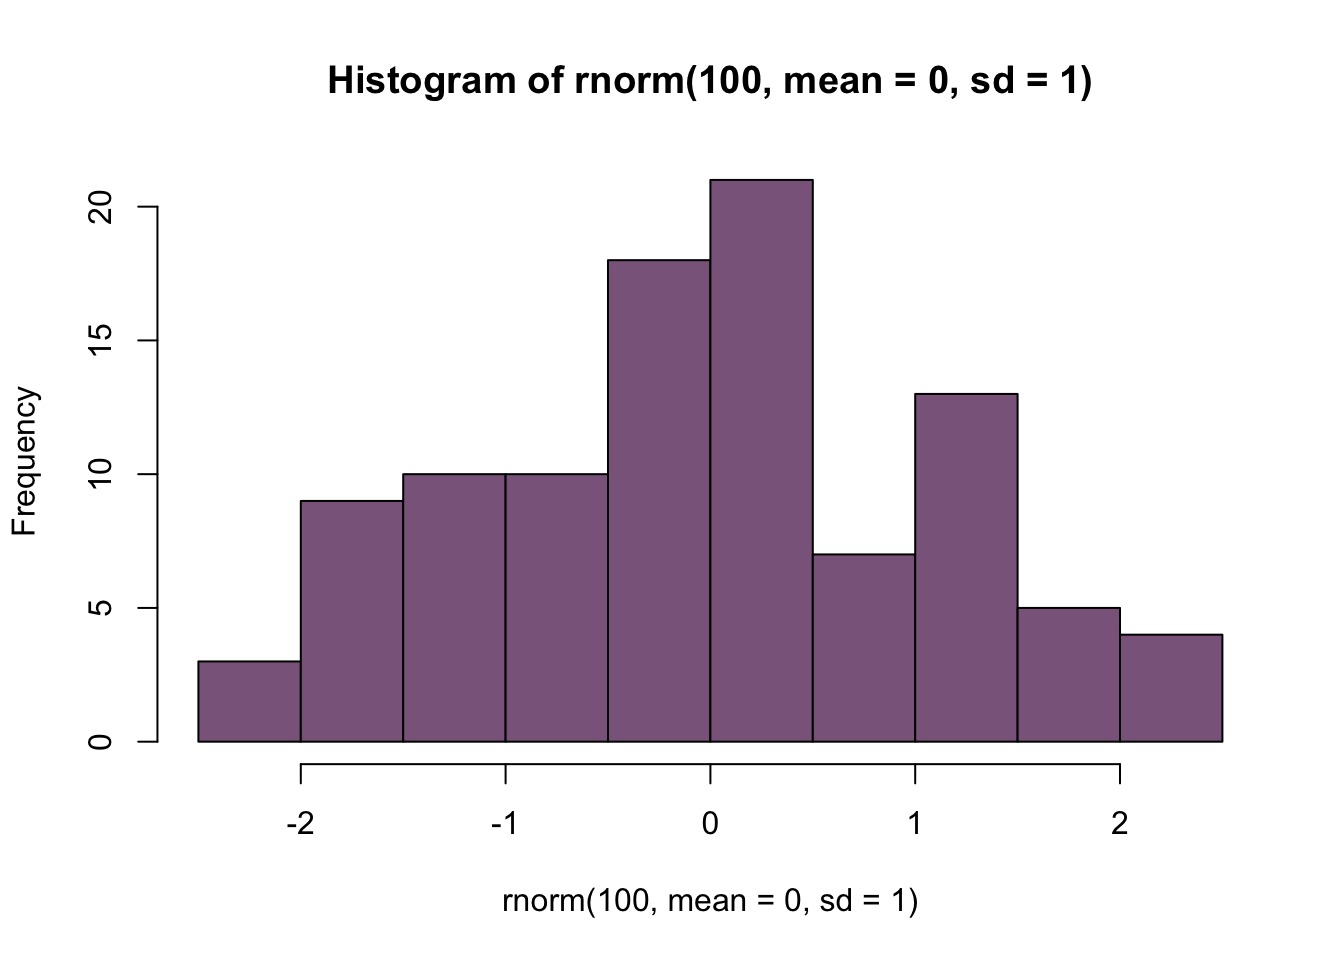 Histogram of rnorm(100, mean = 0, sd = 1)
Frequency
20
15
10
5
0
-2 -1 0 1 2
rnorm(100, mean = 0, sd = 1)